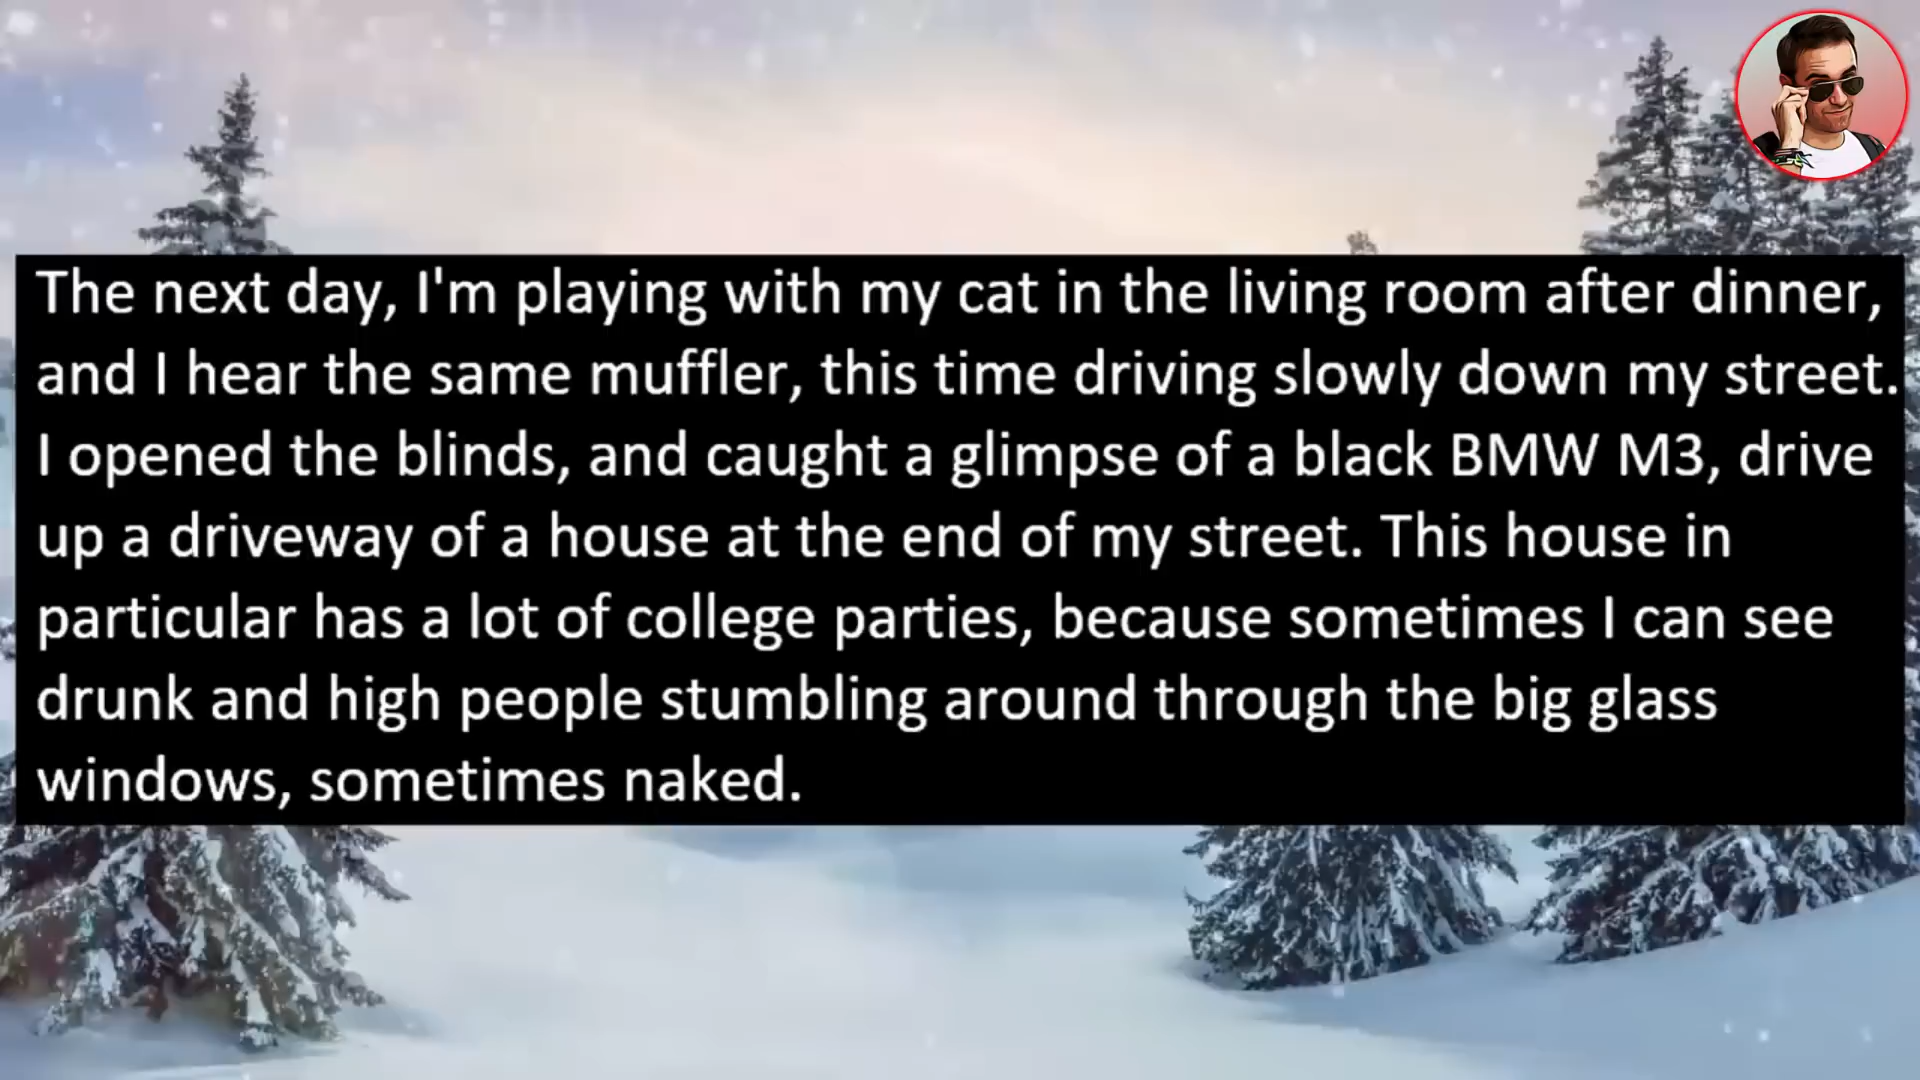 The next day, I'm playing with my cat in the living room after dinner,
and I hear the same muffler, this time driving slowly down my street.
I opened the blinds, and caught a glimpse of a black BMW M3, drive
up a driveway of a house at the end of my street. This house in
particular has a lot of college parties, because sometimes I can see
drunk and high people stumbling around through the big glass
windows, sometimes naked.